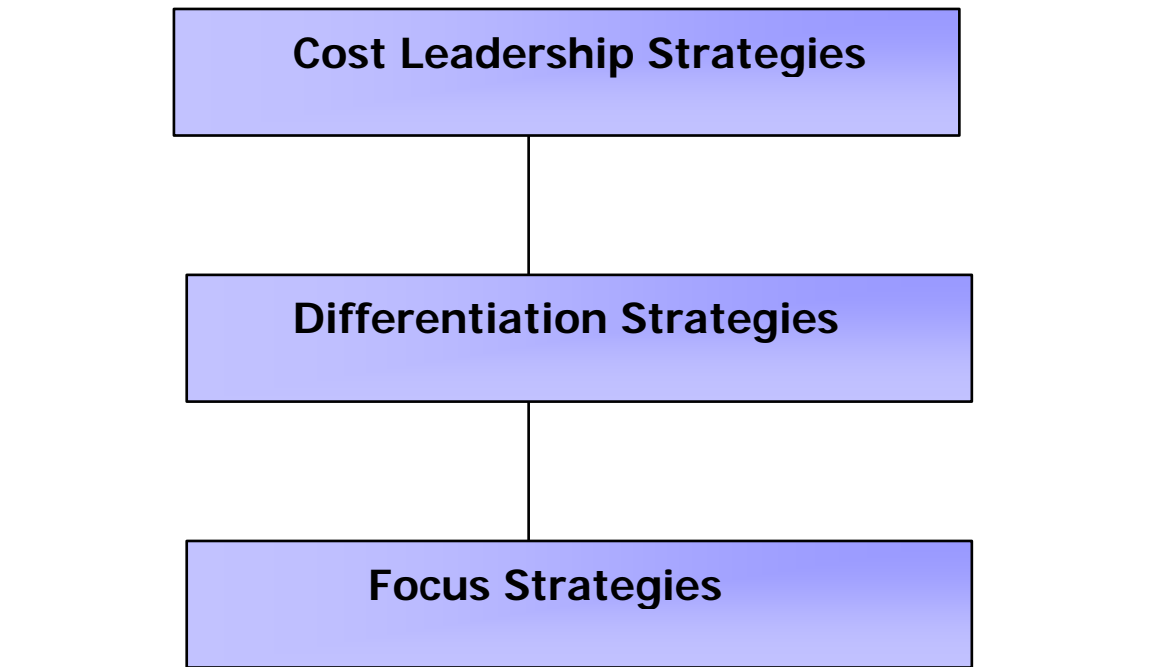 Cost Leadership Strategies
Differentiation Strategies
Focus Strategies